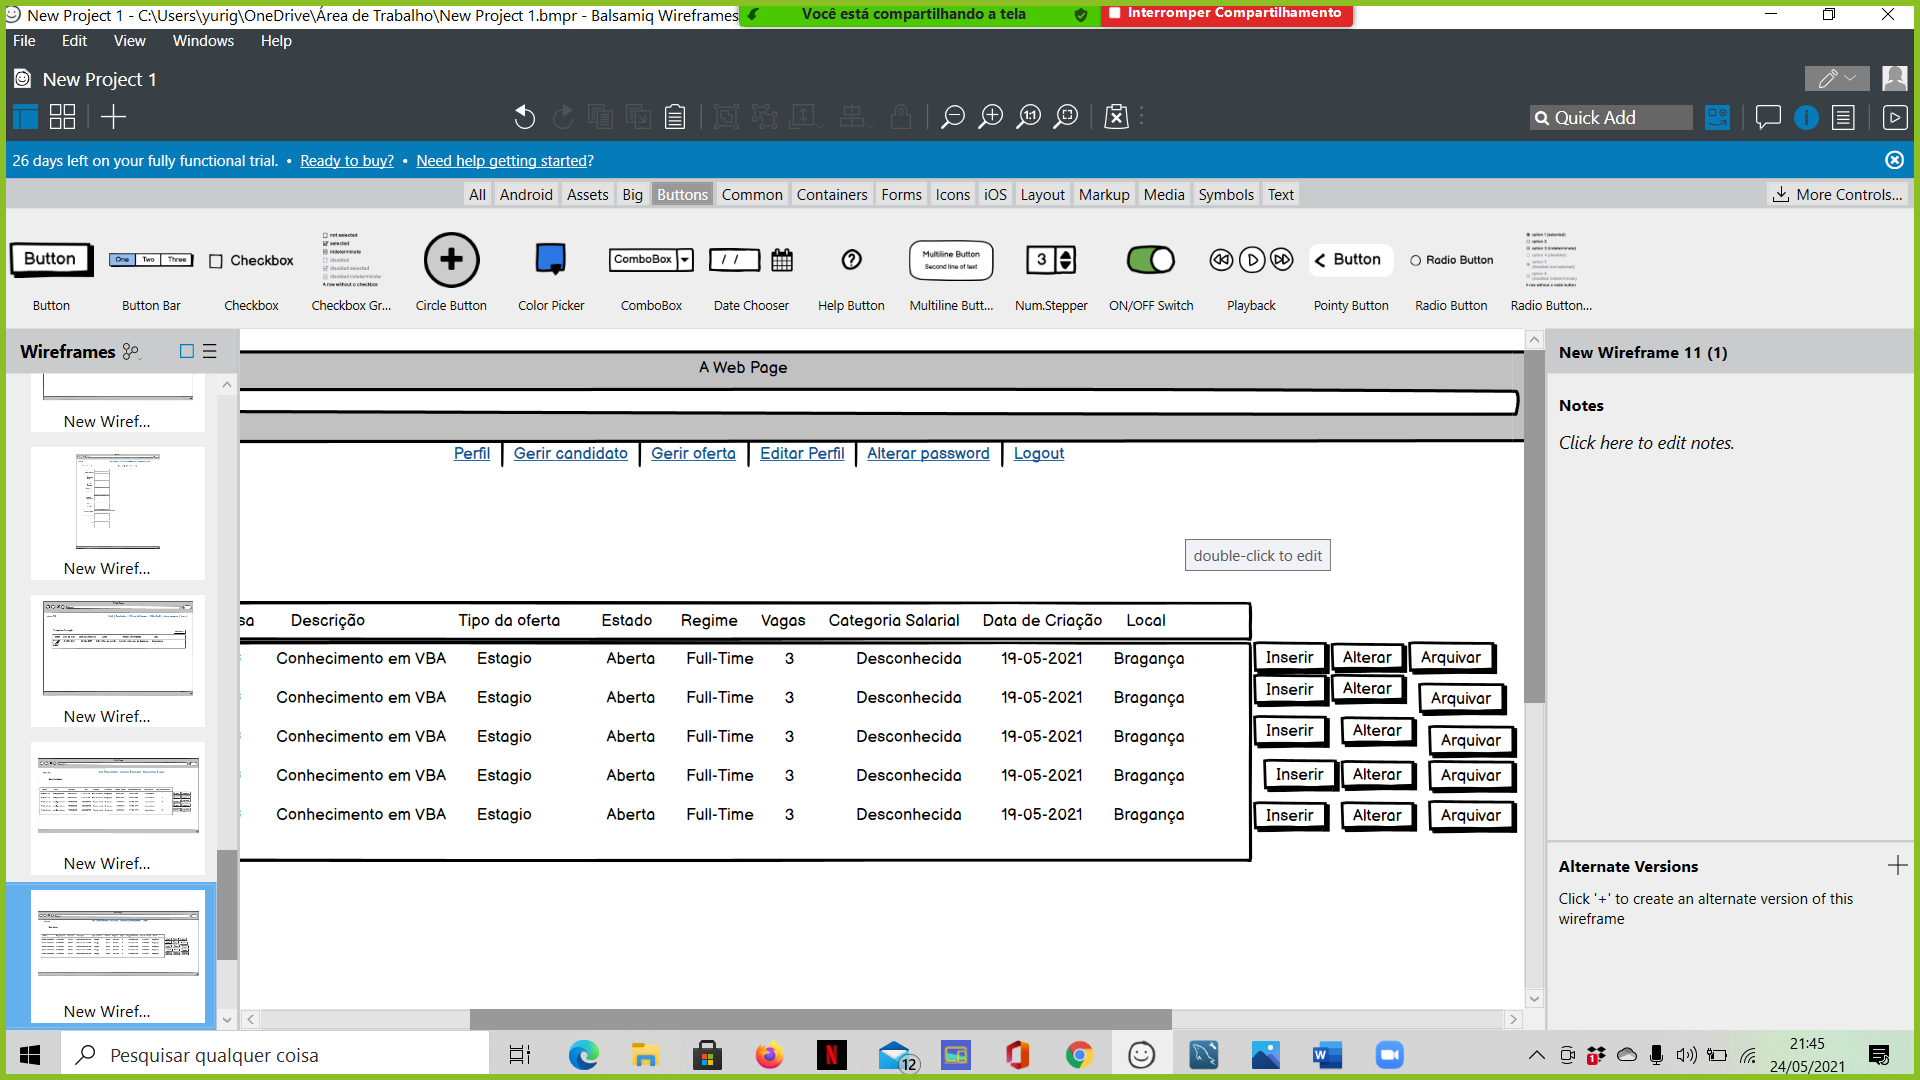 New Project 1 - C:\Users\yurig\OneDrive\Área de Trabalho\New Project 1.bmpr - Balsamiq Wireframes
Você está compartilhando a tela
Interromper Compartilhamento
File Edit View Windows Help
New Project 1
Quick Add
26 days left on your fully functional trial. • Ready to buy? • Need help getting started?
All Android Assets Big Buttons Common Containers Forms Icons iOS Layout Markup Media Symbols Text
More Controls...
Button
One Two Three
Checkbox
not selected
selected
indeterminate
disabled
disabled selected
disabled indeterminate
A row without a checkbox
ComboBox
/ /
Multiline Button
Second line of text
3
Button
Radio Button
Button Button Bar Checkbox Checkbox Gr... Circle Button Color Picker ComboBox Date Chooser Help Button Multiline Butt... Num.Stepper ON/OFF Switch Playback Pointy Button Radio Button Radio Button...
Wireframes
New Wiref...
New Wiref...
New Wiref...
New Wiref...
New Wiref...
A Web Page
Perfil Gerir candidato Gerir oferta Editar Perfil Alterar password Logout
double-click to edit
sa Descrição Tipo da oferta Estado Regime Vagas Categoria Salarial Data de Criação Local
Conhecimento em VBA Estagio Aberta Full-Time 3 Desconhecida 19-05-2021 Bragança Inserir Alterar Arquivar
Conhecimento em VBA Estagio Aberta Full-Time 3 Desconhecida 19-05-2021 Bragança Inserir Alterar Arquivar
Conhecimento em VBA Estagio Aberta Full-Time 3 Desconhecida 19-05-2021 Bragança Inserir Alterar Arquivar
Conhecimento em VBA Estagio Aberta Full-Time 3 Desconhecida 19-05-2021 Bragança Inserir Alterar Arquivar
Conhecimento em VBA Estagio Aberta Full-Time 3 Desconhecida 19-05-2021 Bragança Inserir Alterar Arquivar
New Wireframe 11 (1)
Notes
Click here to edit notes.
Alternate Versions
Click '+' to create an alternate version of this
wireframe
Pesquisar qualquer coisa
12
1
21:45
24/05/2021